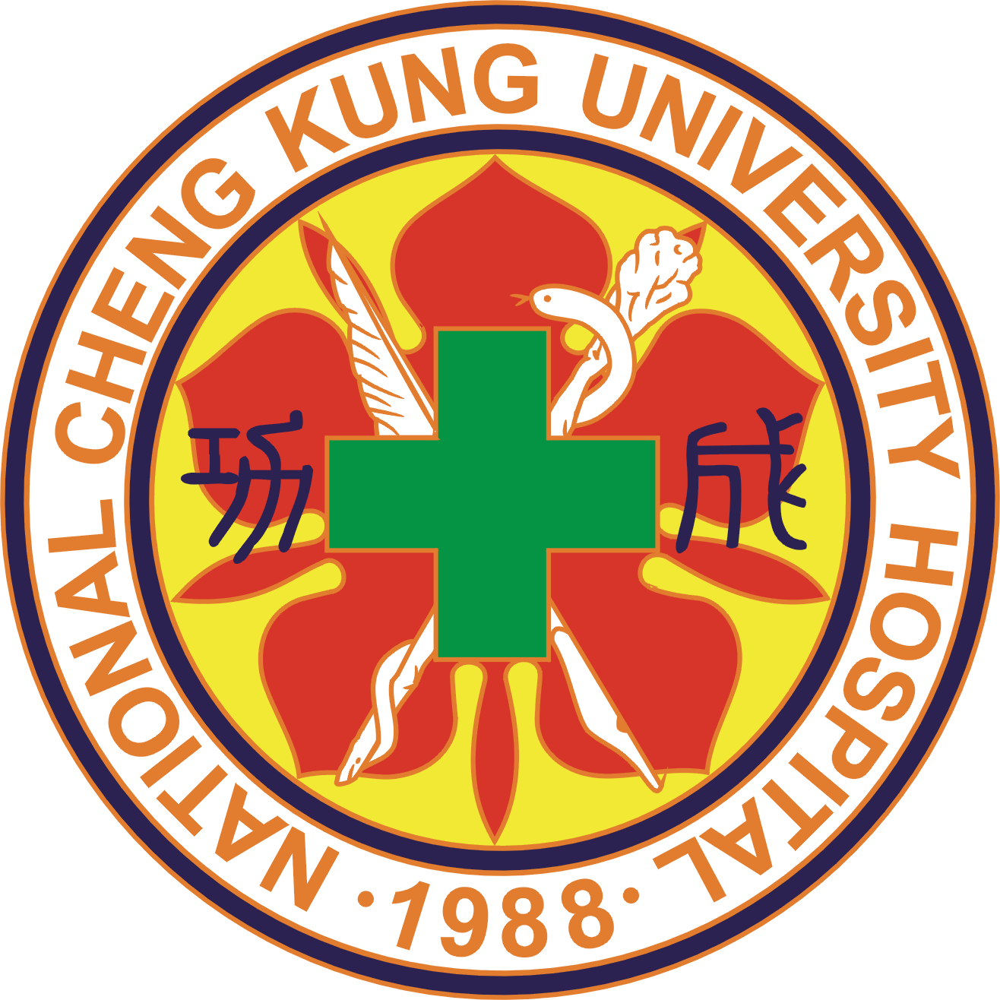 NATIONAL CHENG KUNG UNIVERSITY HOSPITAL
成功
·1988·